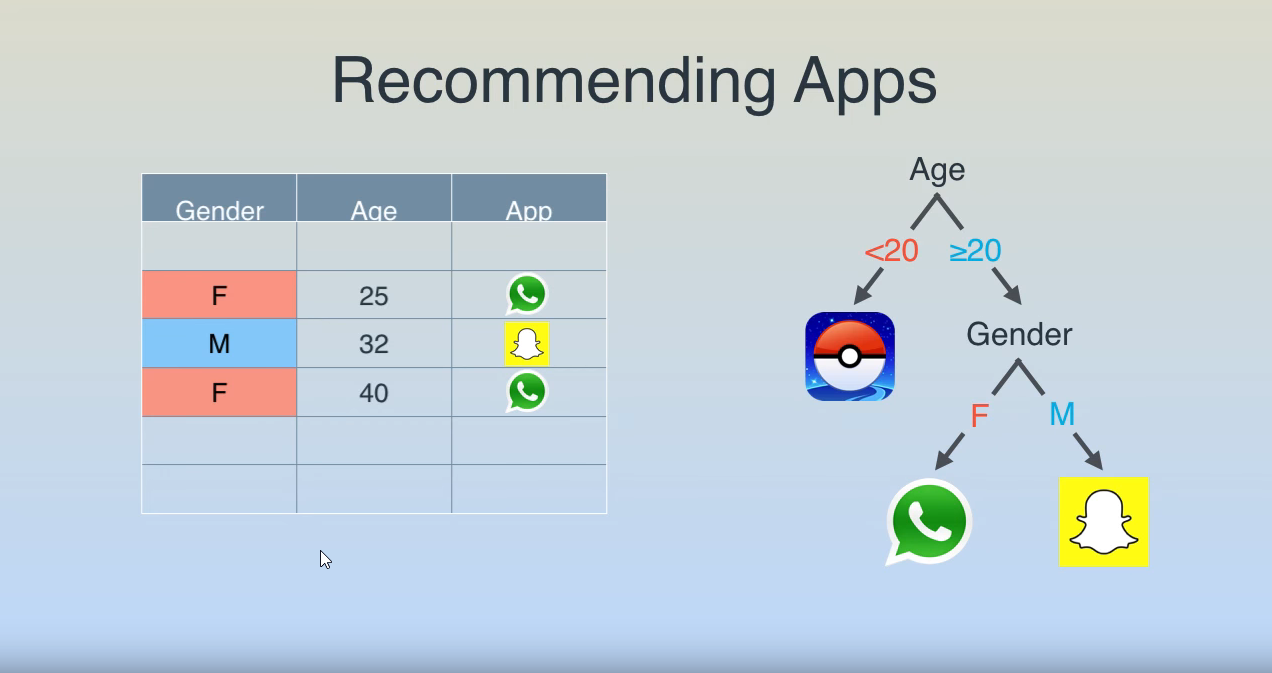 Recommending Apps
Gender Age App
F 25
M 32
F 40
Age
<20 ≥20
Gender
F M